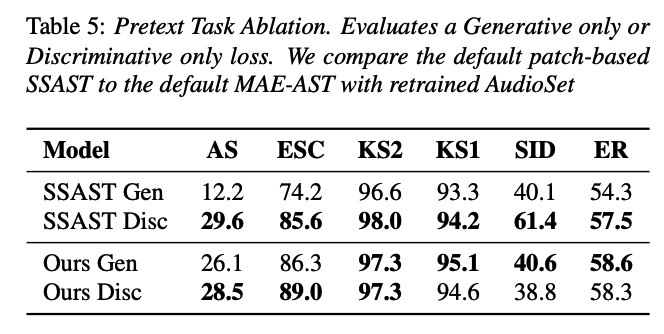 Table 5: Pretext Task Ablation. Evaluates a Generative only or
Discriminative only loss. We compare the default patch-based
SSAST to the default MAE-AST with retrained AudioSet
Model AS ESC KS2 KS1 SID ER
SSAST Gen 12.2 74.2 96.6 93.3 40.1 54.3
SSAST Disc 29.6 85.6 98.0 94.2 61.4 57.5
Ours Gen 26.1 86.3 97.3 95.1 40.6 58.6
Ours Disc 28.5 89.0 97.3 94.6 38.8 58.3